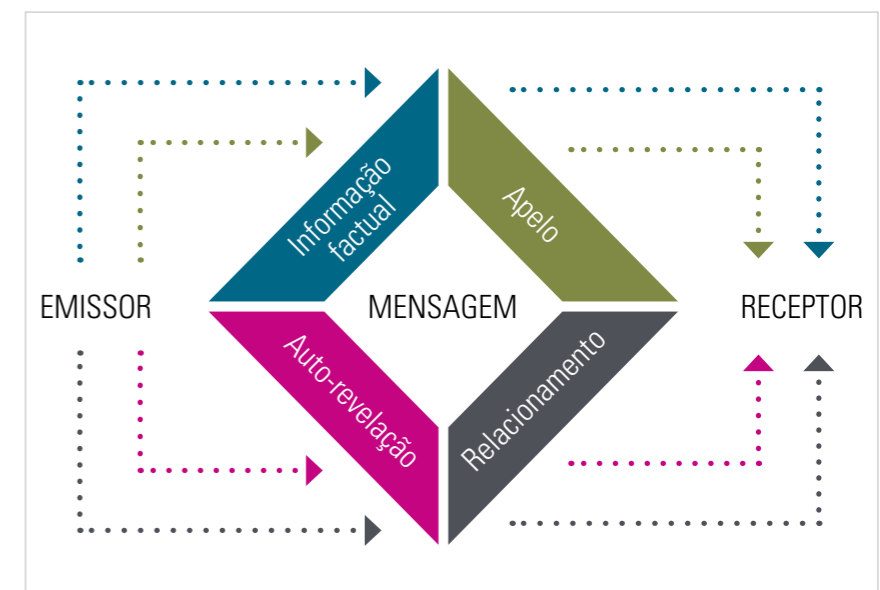 Informação
factual
Apelo
EMISSOR
MENSAGEM
RECEPTOR
Auto-revelação
Relacionamento